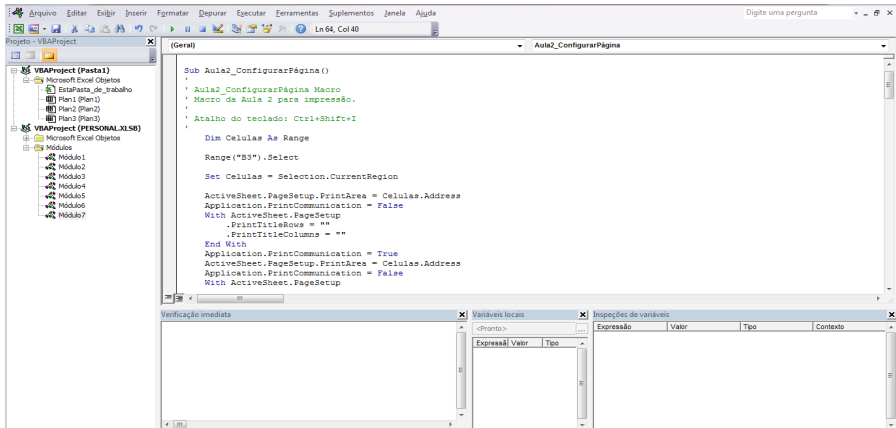 Arquivo Editar Exibir Inserir Formatar Depurar Executar Ferramentas Suplementos Janela Ajuda Digite uma pergunta
Ln 64, Col 40
Projeto - VBAProject
(Geral) Aula2_ConfigurarPágina
VBAProject (Pasta1)
Microsoft Excel Objetos
EstaPasta_de_trabalho
Plan1 (Plan1)
Plan2 (Plan2)
Plan3 (Plan3)
VBAProject (PERSONAL.XLSB)
Microsoft Excel Objetos
Módulos
Módulo1
Módulo2
Módulo3
Módulo4
Módulo5
Módulo6
Módulo7
Sub Aula2_ConfigurarPágina()
'
' Aula2_ConfigurarPágina Macro
' Macro da Aula 2 para impressão.
'
' Atalho do teclado: Ctrl+Shift+I
'
Dim Celulas As Range
Range("B3").Select
Set Celulas = Selection.CurrentRegion
ActiveSheet.PageSetup.PrintArea = Celulas.Address
Application.PrintCommunication = False
With ActiveSheet.PageSetup
.PrintTitleRows = ""
.PrintTitleColumns = ""
End With
Application.PrintCommunication = True
ActiveSheet.PageSetup.PrintArea = Celulas.Address
Application.PrintCommunication = False
With ActiveSheet.PageSetup
Verificação imediata
Variáveis locais
<Pronto>
...
Expressã Valor Tipo
Inspeções de variáveis
Expressão Valor Tipo Contexto